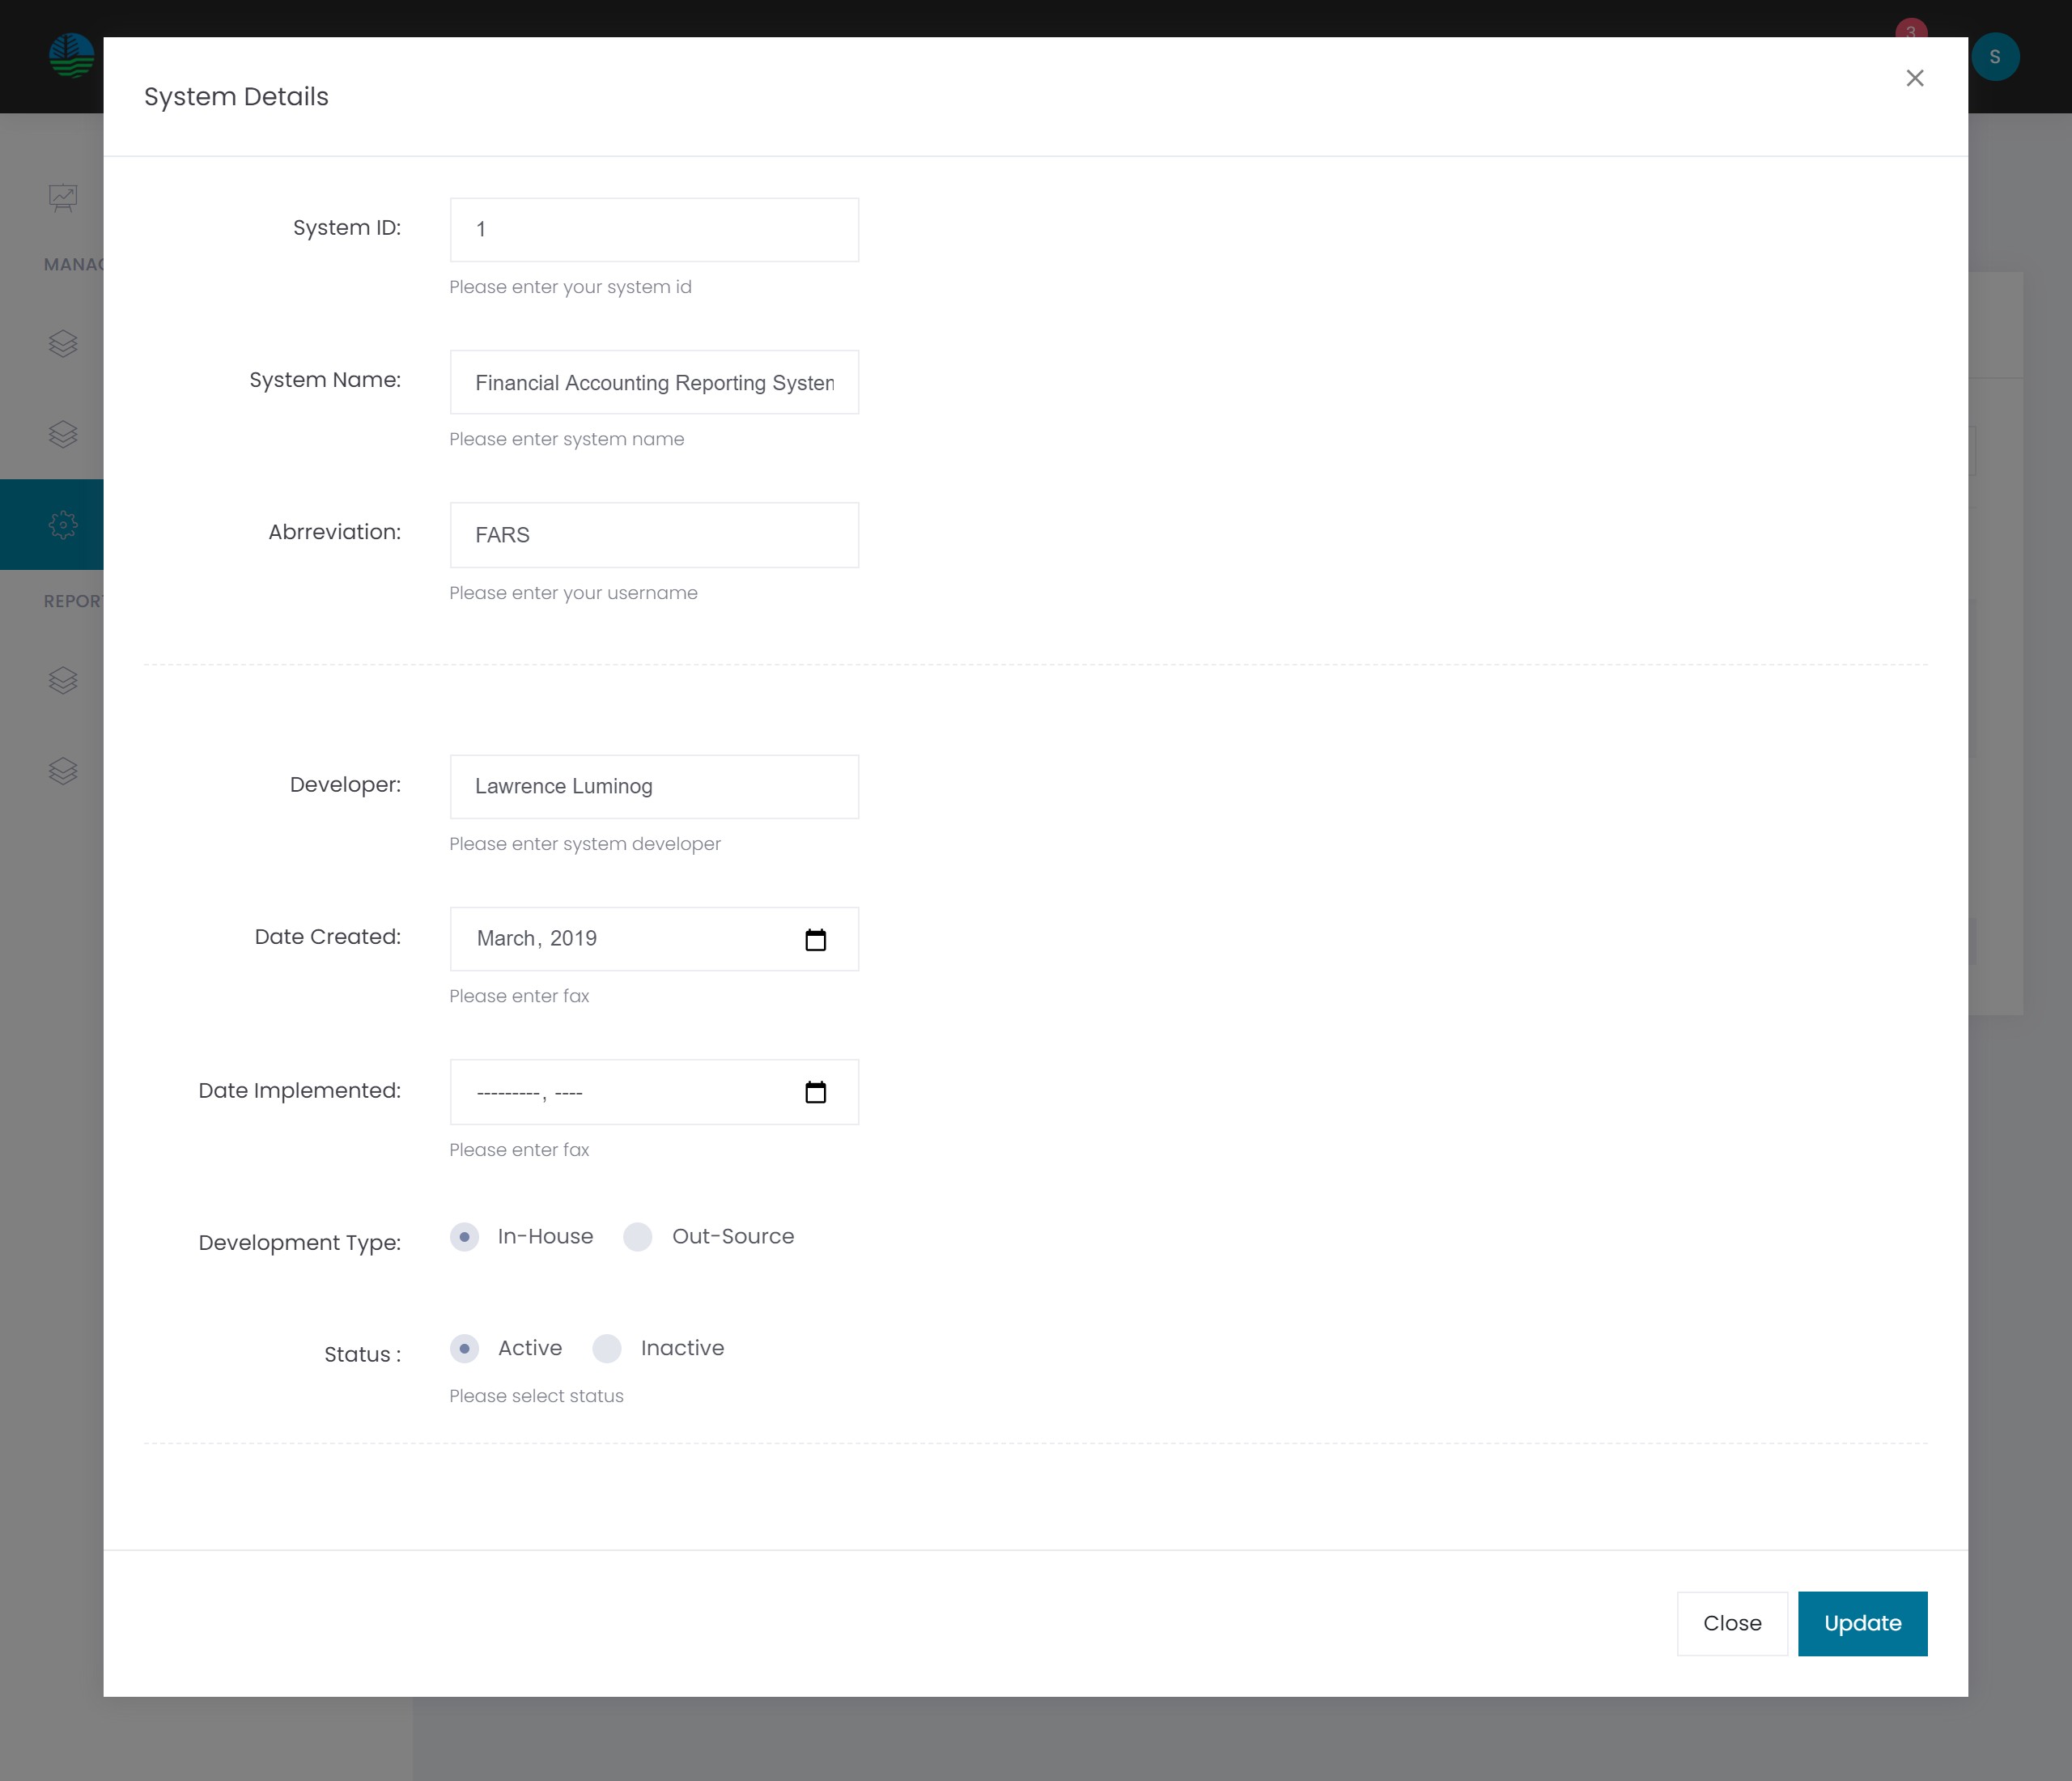 3
S
System Details
MANAG
REPORT
System ID:
1
Please enter your system id
System Name:
Financial Accounting Reporting System
Please enter system name
Abrreviation:
FARS
Please enter your username
Developer:
Lawrence Luminog
Please enter system developer
Date Created:
March, 2019
Please enter fax
Date Implemented:
---------, ----
Please enter fax
Development Type:
In-House
Out-Source
Status :
Active
Inactive
Please select status
Close
Update